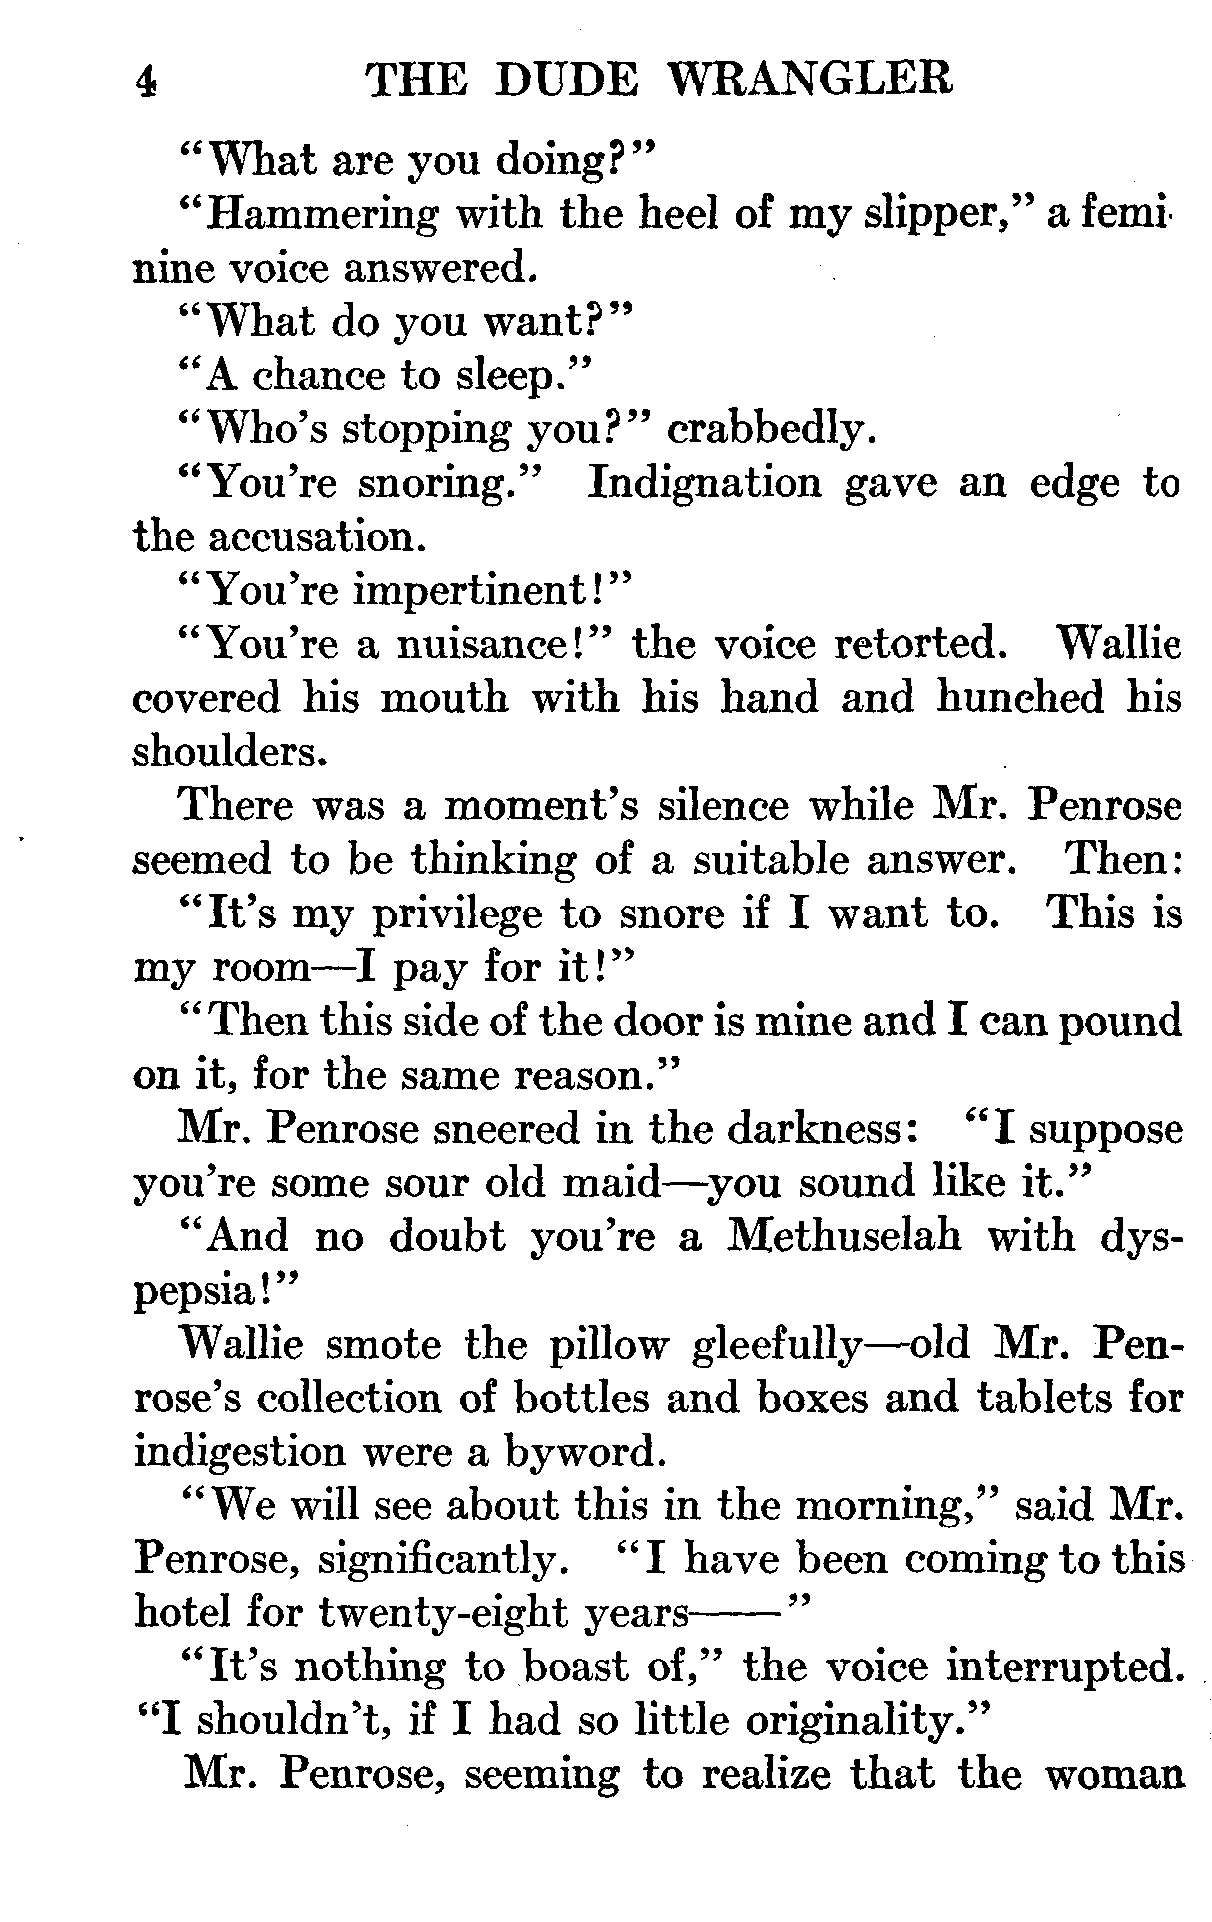 4 THE DUDE WRANGLER
"What are you doing?"
"Hammering with the heel of my slipper," a femi-
nine voice answered.
"What do you want?"
"A chance to sleep."
"Who's stopping you?" crabbedly.
"You're snoring." Indignation gave an edge to
the accusation.
"You're impertinent!"
"You're a nuisance!" the voice retorted. Wallie
covered his mouth with his hand and hunched his
shoulders.
There was a moment's silence while Mr. Penrose
seemed to be thinking of a suitable answer. Then:
"It's my privilege to snore if I want to. This is
my room—I pay for it!"
"Then this side of the door is mine and I can pound
on it, for the same reason."
Mr. Penrose sneered in the darkness: "I suppose
you're some sour old maid—you sound like it."
"And no doubt you're a Methuselah with dys-
pepsia!"
Wallie smote the pillow gleefully—old Mr. Pen-
rose's collection of bottles and boxes and tablets for
indigestion were a byword.
"We will see about this in the morning," said Mr.
Penrose, significantly. "I have been coming to this
hotel for twenty-eight years——"
"It's nothing to boast of," the voice interrupted.
"I shouldn't, if I had so little originality."
Mr. Penrose, seeming to realize that the woman